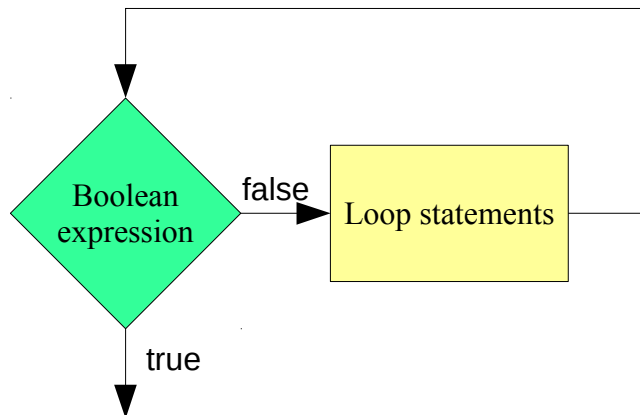 Boolean
expression
false
Loop statements
true